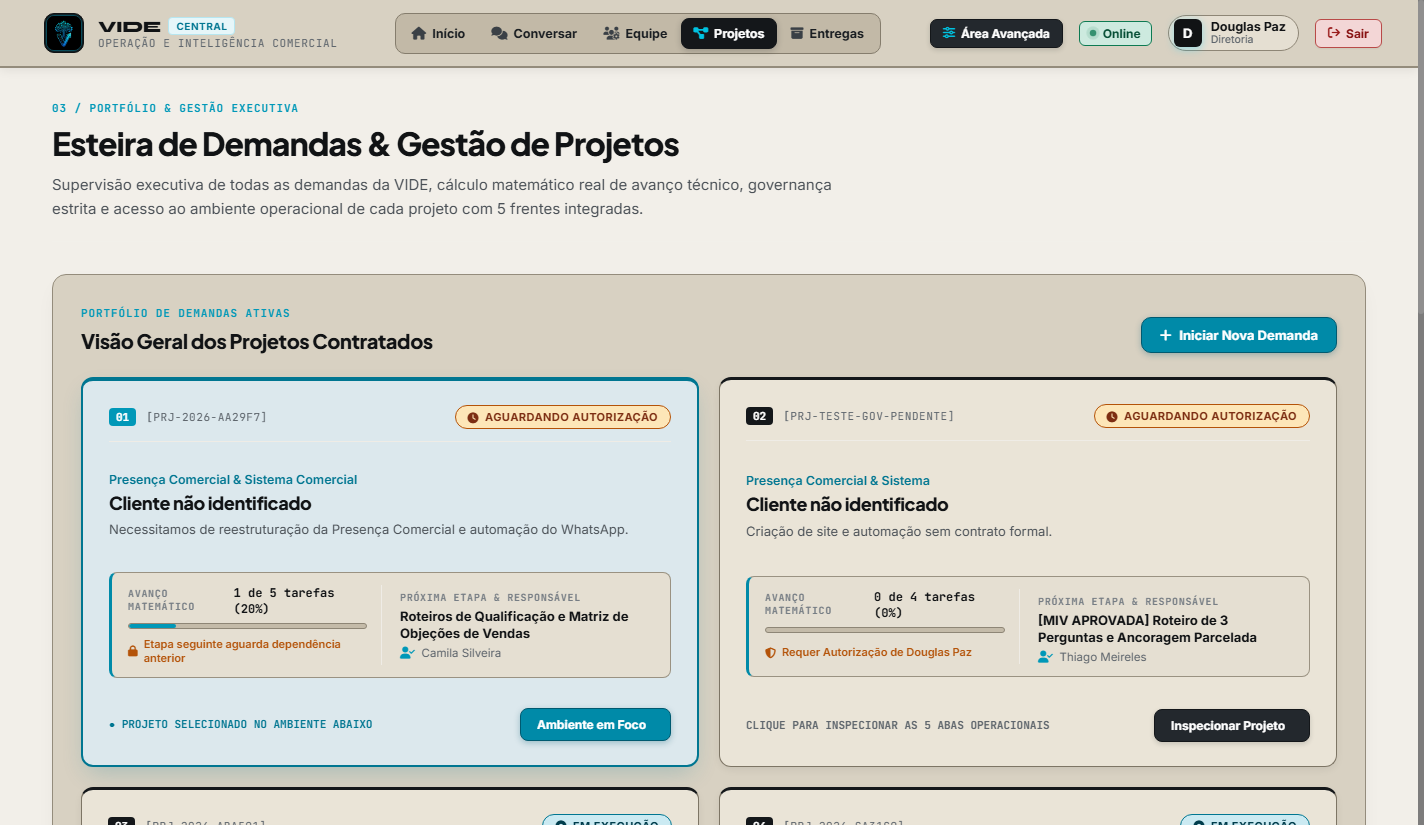 VIDE CENTRAL
OPERAÇÃO E INTELIGÊNCIA COMERCIAL
Início
Conversar
Equipe
Projetos
Entregas
Área Avançada
Online
D
Douglas Paz
Diretoria
Sair
03 / PORTFÓLIO & GESTÃO EXECUTIVA
Esteira de Demandas & Gestão de Projetos
Supervisão executiva de todas as demandas da VIDE, cálculo matemático real de avanço técnico, governança
estrita e acesso ao ambiente operacional de cada projeto com 5 frentes integradas.
PORTFÓLIO DE DEMANDAS ATIVAS
Visão Geral dos Projetos Contratados
Iniciar Nova Demanda
01 [PRJ-2026-AA29F7]
AGUARDANDO AUTORIZAÇÃO
Presença Comercial & Sistema Comercial
Cliente não identificado
Necessitamos de reestruturação da Presença Comercial e automação do WhatsApp.
AVANÇO
MATEMÁTICO
1 de 5 tarefas
(20%)
Etapa seguinte aguarda dependência
anterior
PRÓXIMA ETAPA & RESPONSÁVEL
Roteiros de Qualificação e Matriz de
Objeções de Vendas
Camila Silveira
• PROJETO SELECIONADO NO AMBIENTE ABAIXO
Ambiente em Foco
02 [PRJ-TESTE-GOV-PENDENTE]
AGUARDANDO AUTORIZAÇÃO
Presença Comercial & Sistema
Cliente não identificado
Criação de site e automação sem contrato formal.
AVANÇO
MATEMÁTICO
0 de 4 tarefas
(0%)
Requer Autorização de Douglas Paz
PRÓXIMA ETAPA & RESPONSÁVEL
[MIV APROVADA] Roteiro de 3
Perguntas e Ancoragem Parcelada
Thiago Meireles
CLIQUE PARA INSPECIONAR AS 5 ABAS OPERACIONAIS
Inspecionar Projeto
EM EXECUÇÃO
EM EXECUÇÃO